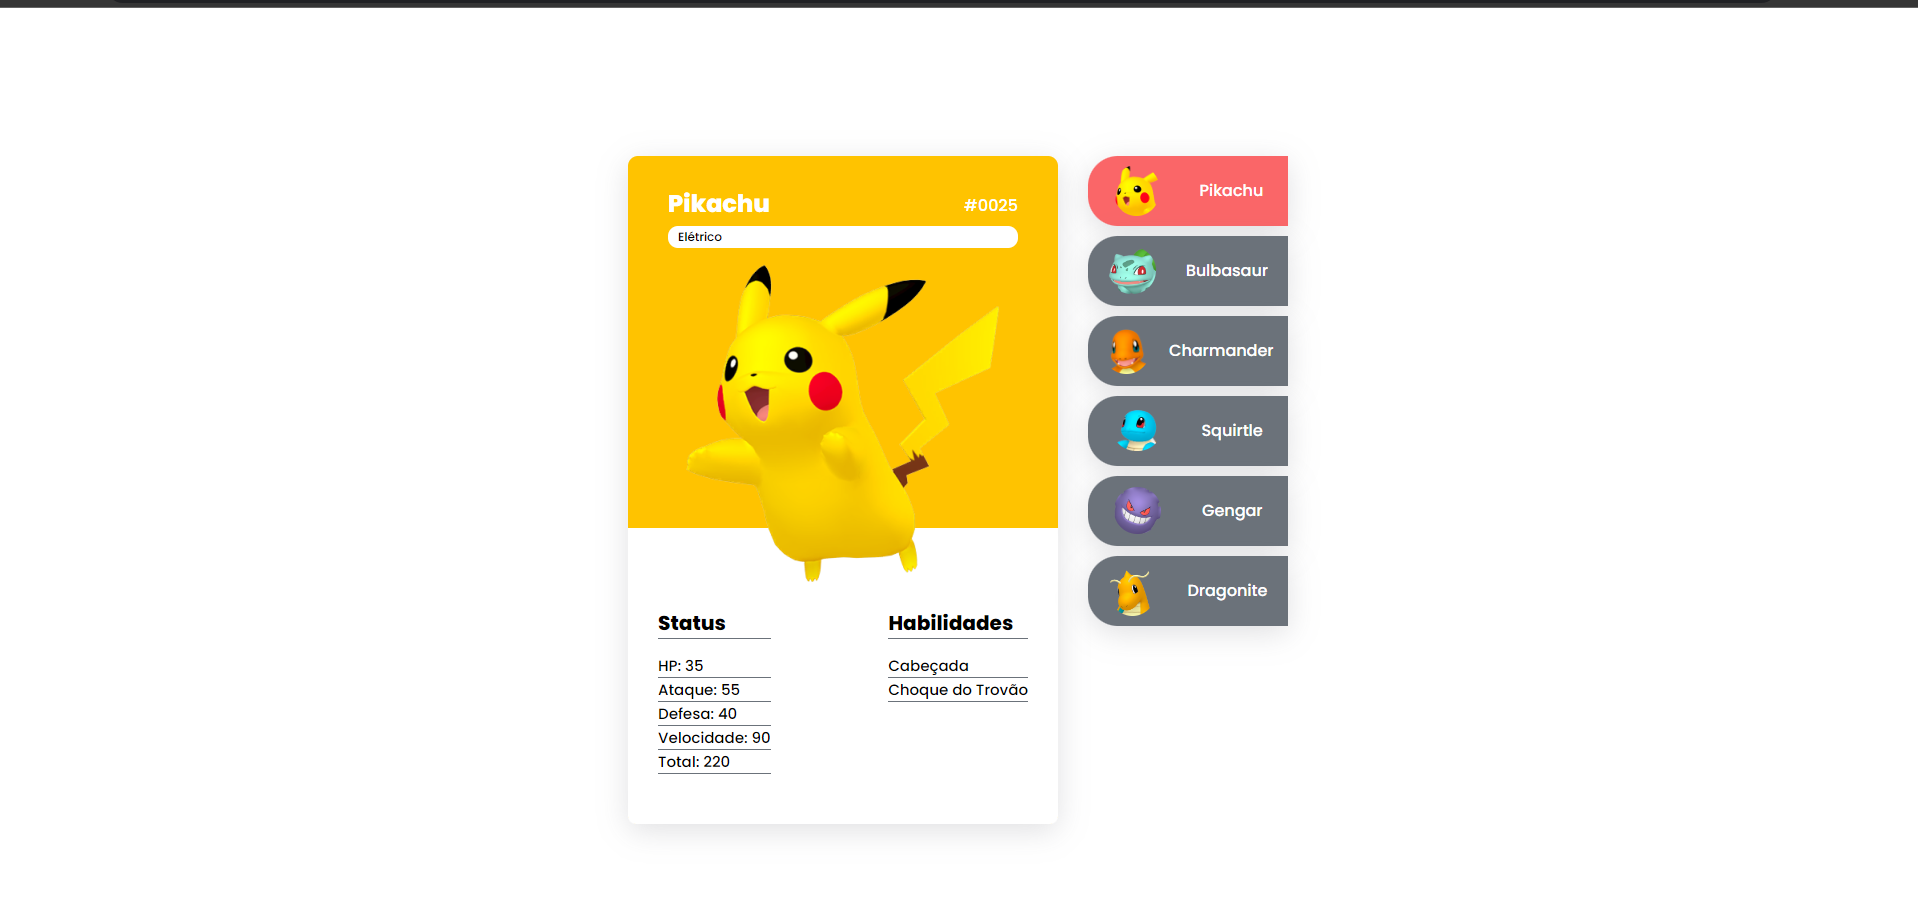 Pikachu
#0025
Elétrico
Status
HP: 35
Ataque: 55
Defesa: 40
Velocidade: 90
Total: 220
Habilidades
Cabeçada
Choque do Trovão
Pikachu
Bulbasaur
Charmander
Squirtle
Gengar
Dragonite